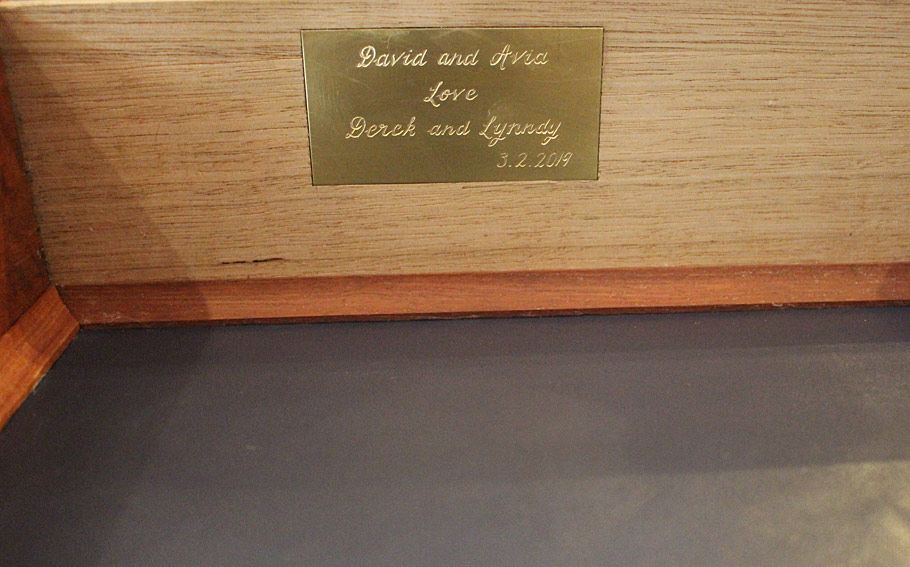 David and Avia
Love
Derek and Lynndy
3.2.2019